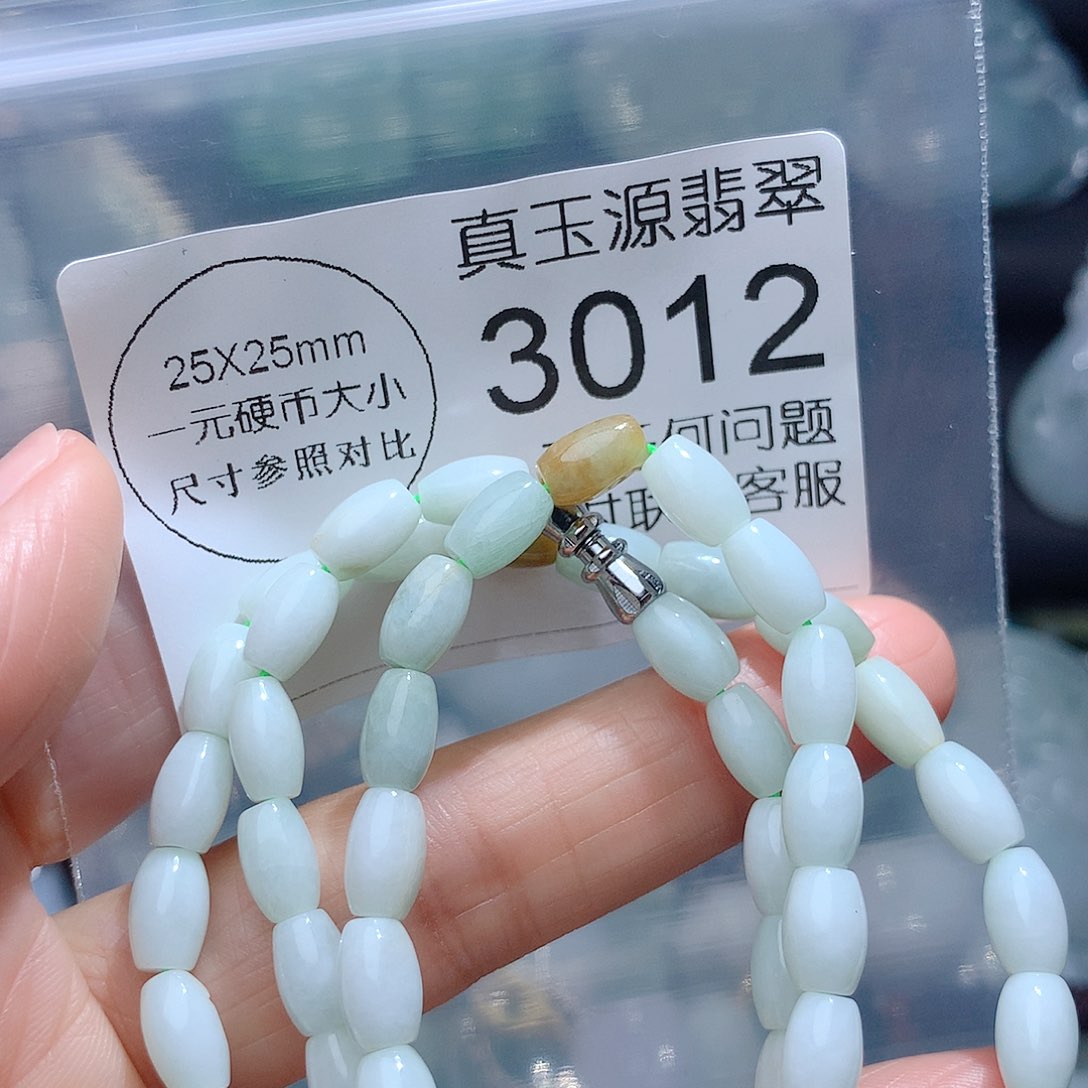 真玉源翡翠
3012
25X25mm
一元硬币大小
尺寸参照对比
何问题
联 客服